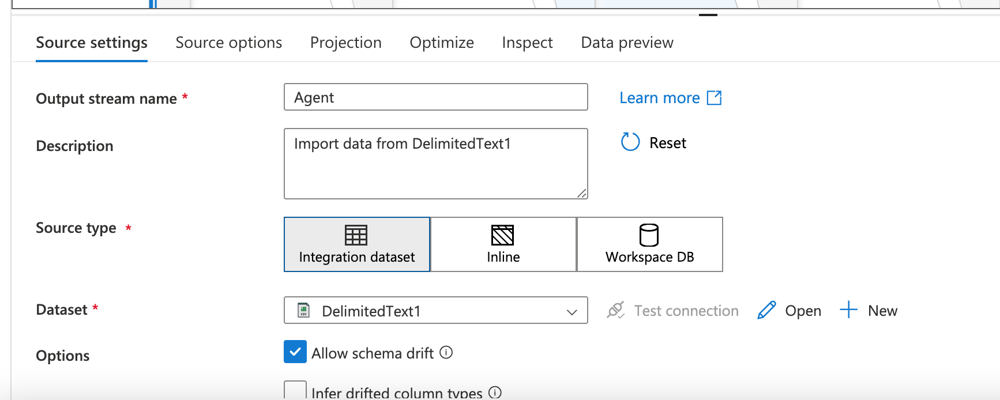 Source settings Source options Projection Optimize Inspect Data preview
Output stream name * Agent Learn more
Description Import data from DelimitedText1 Reset
Source type * Integration dataset Inline Workspace DB
Dataset * CSV DelimitedText1 Test connection Open New
Options Allow schema drift
Infer drifted column types